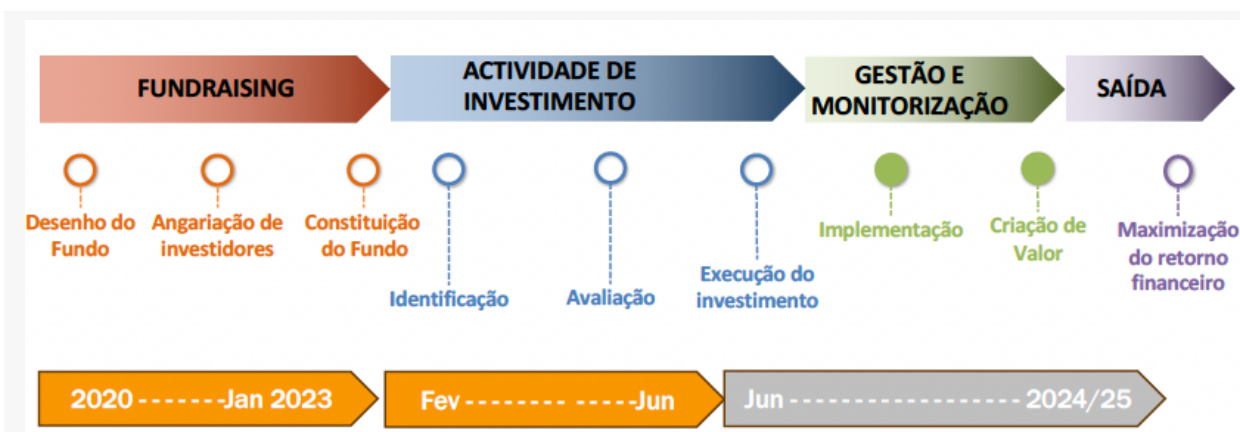 FUNDRAISING
ACTIVIDADE DE
INVESTIMENTO
GESTÃO E
MONITORIZAÇÃO
SAÍDA
Desenho do
Fundo
Angariação de
investidores
Constituição
do Fundo
Identificação
Avaliação
Execução do
investimento
Implementação
Criação de
Valor
Maximização
do retorno
financeiro
2020 -------Jan 2023
Fev-------- -----Jun
Jun ------------------ 2024/25